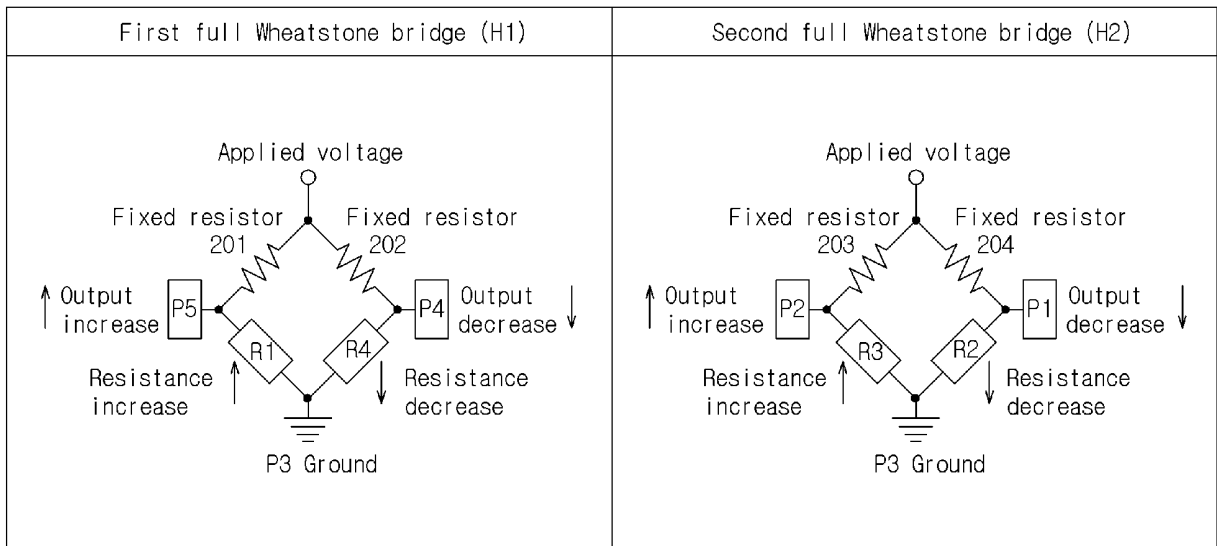 First full Wheatstone bridge (H1)
Applied voltage
Fixed resistor
201
Fixed resistor
202
Output
increase
P5
P4
Output
decrease
R1
R4
Resistance
increase
Resistance
decrease
P3 Ground
Second full Wheatstone bridge (H2)
Applied voltage
Fixed resistor
203
Fixed resistor
204
Output
increase
P2
P1
Output
decrease
R3
R2
Resistance
increase
Resistance
decrease
P3 Ground